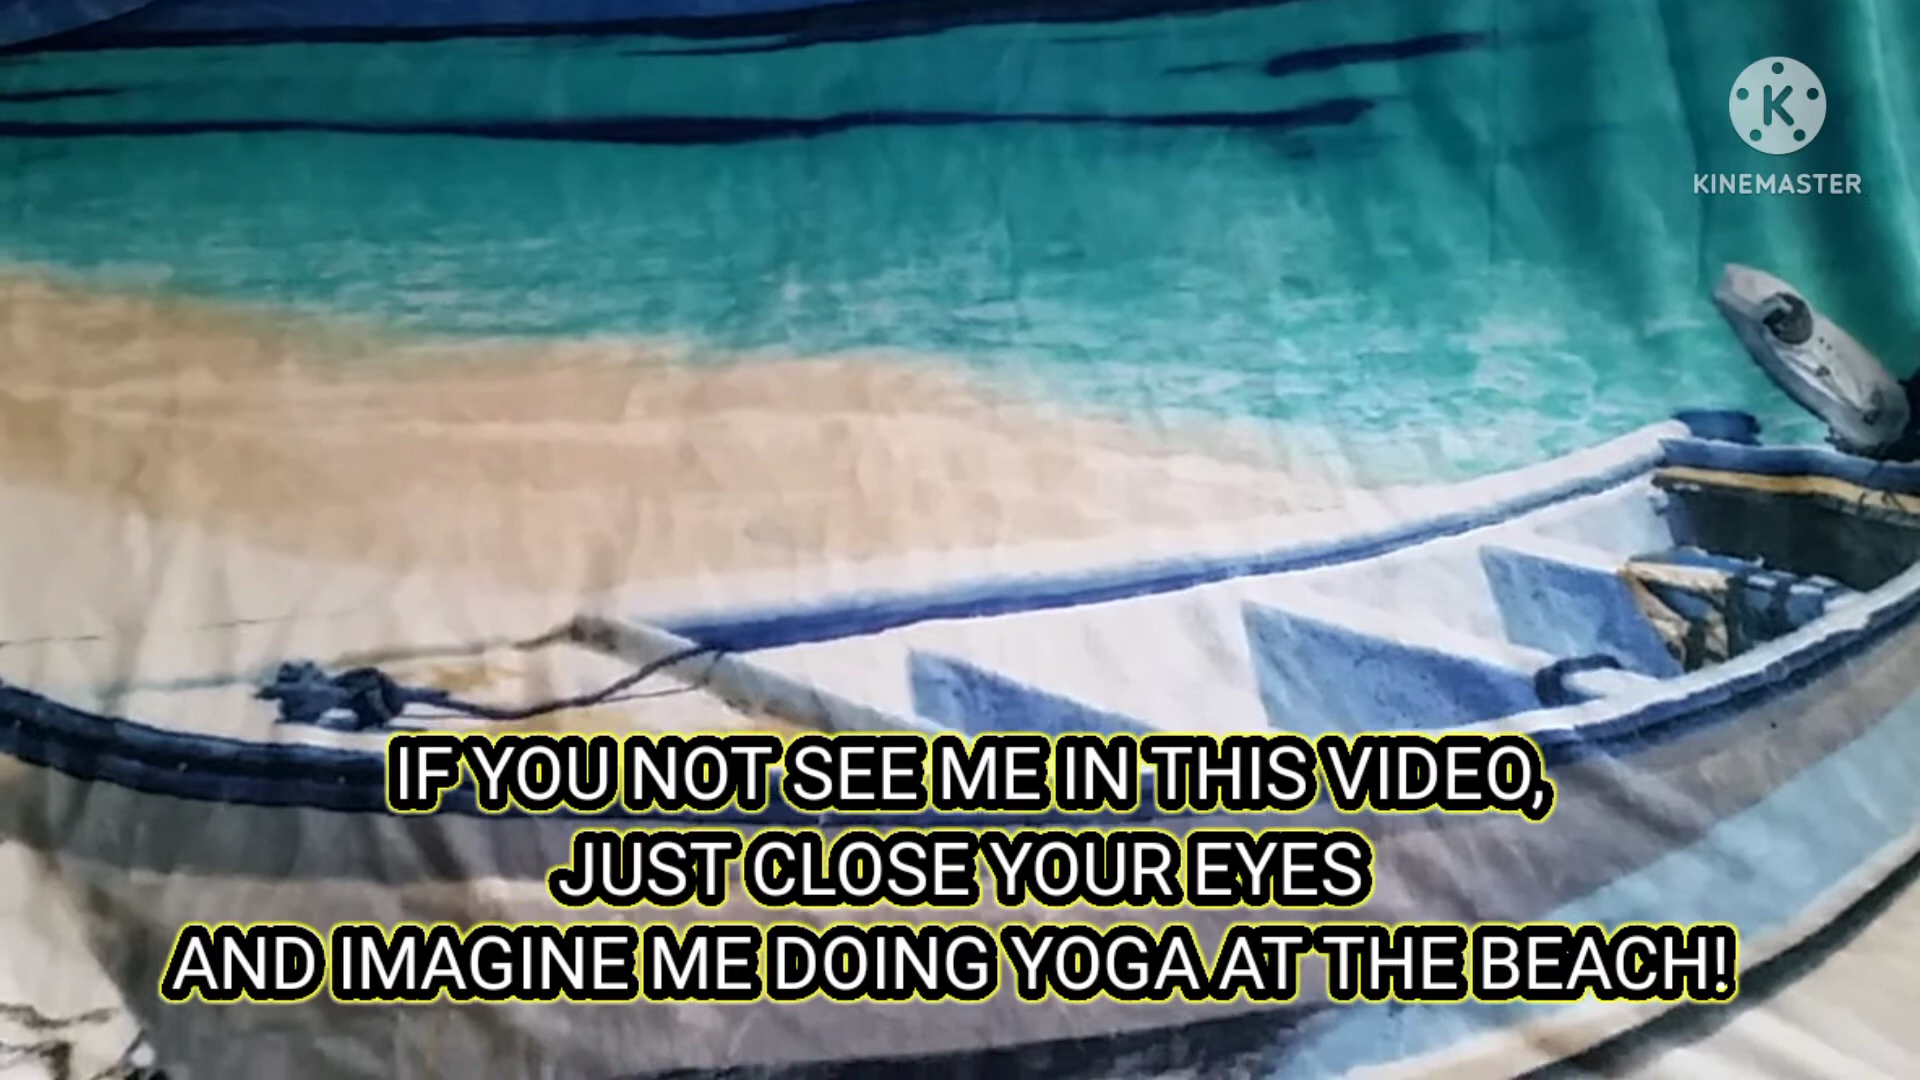 K
KINEMASTER
IF YOU NOT SEE ME IN THIS VIDEO,
JUST CLOSE YOUR EYES
AND IMAGINE ME DOING YOGA AT THE BEACH!